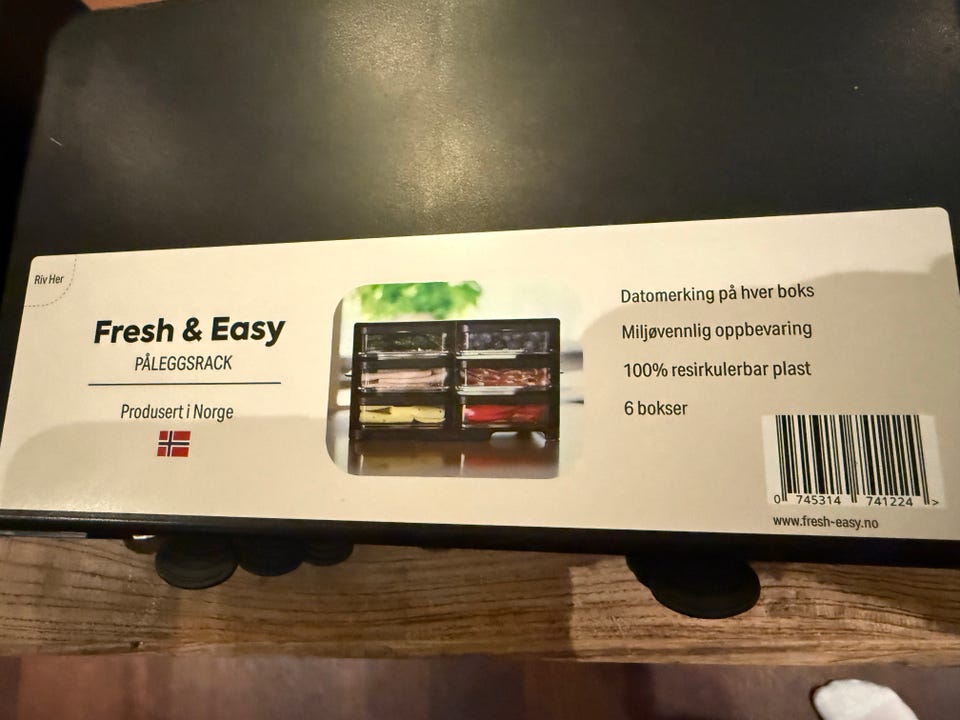 Riv Her
Fresh & Easy
PÅLEGGSRACK
Produsert i Norge
Datomerking på hver boks
Miljøvennlig oppbevaring
100% resirkulerbar plast
6 bokser
0 745314 741224 >
www.fresh-easy.no